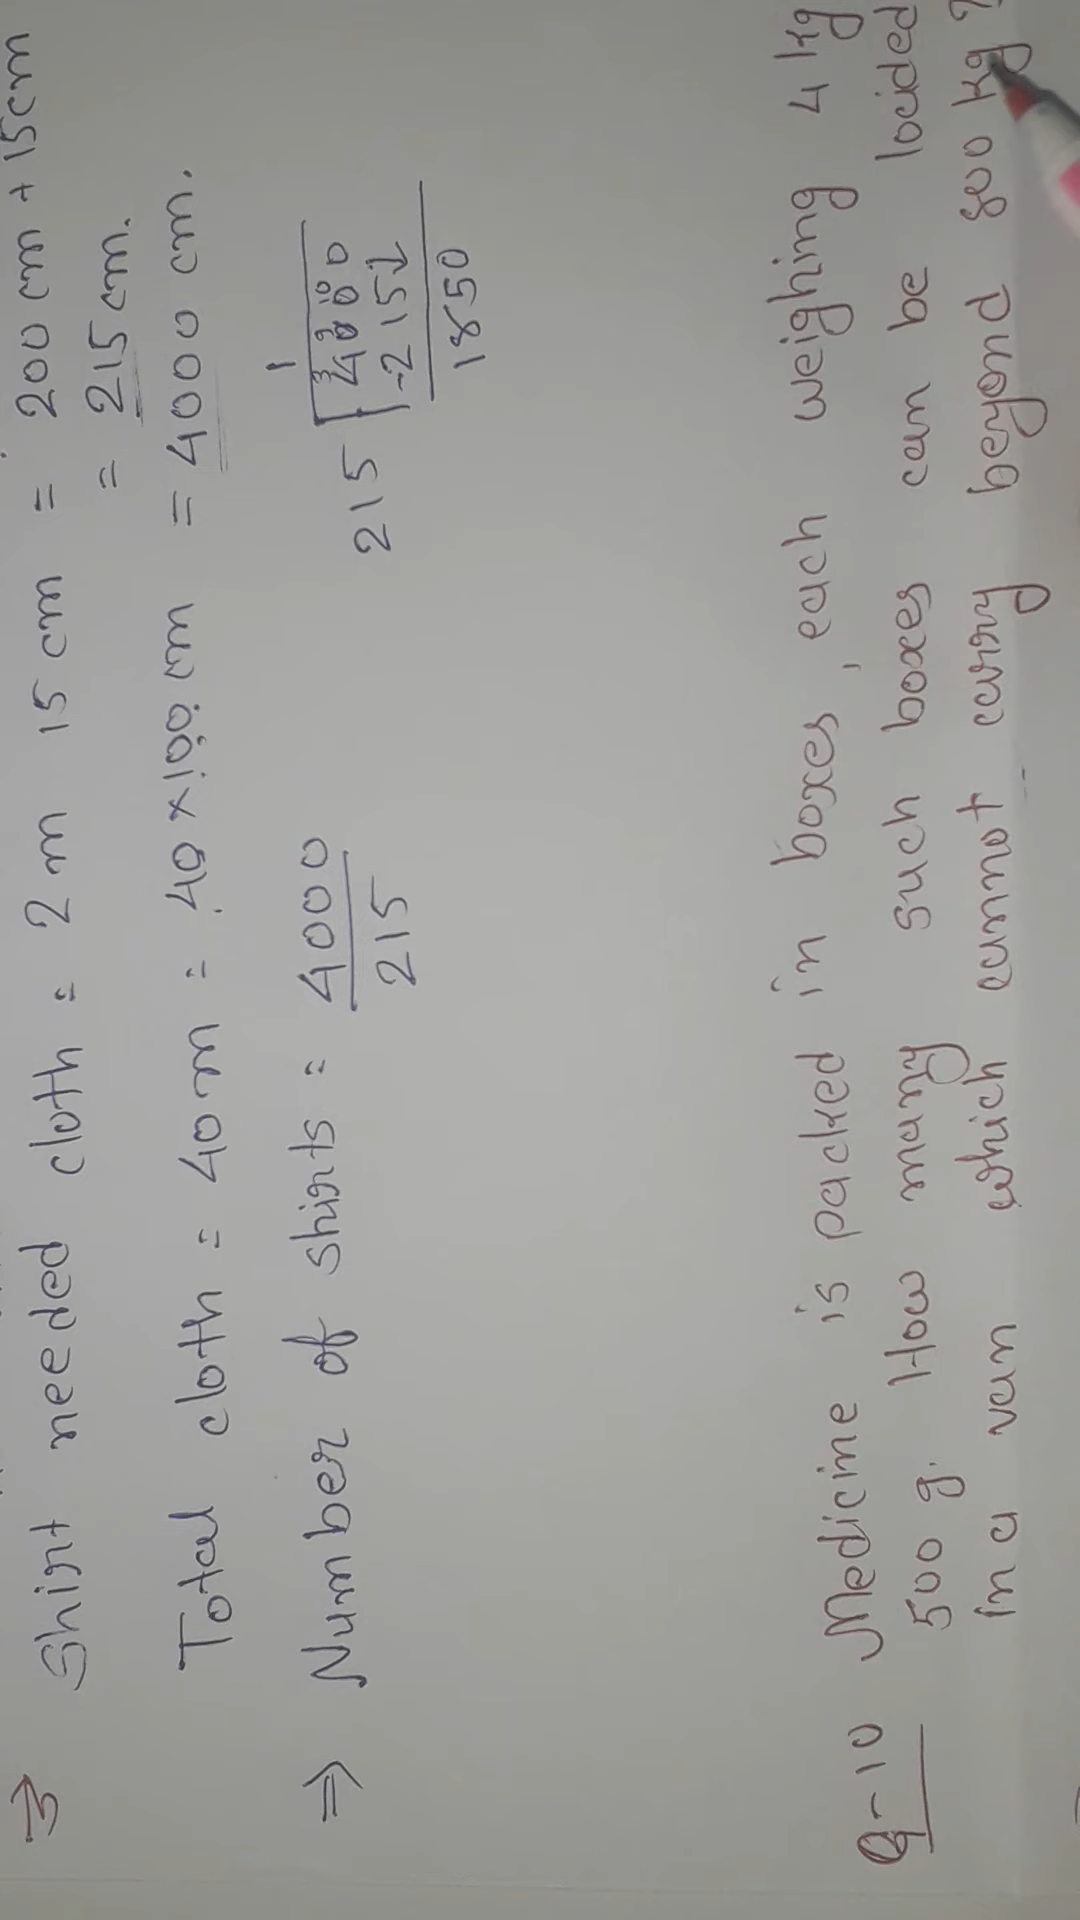 Shirt needed cloth = 2 m 15 cm = 200 cm + 15 cm
= 215 cm.
Total cloth = 40 m = 40 × 100 cm = 4000 cm.
⇒ Number of shirts = 4000
215
1
215 4000
-215↓
1850
Q-10 Medicine is packed in boxes, each weighing 4 kg
500 g. How many such boxes can be loided
in a van which cannot carry beyond 800 kg ?